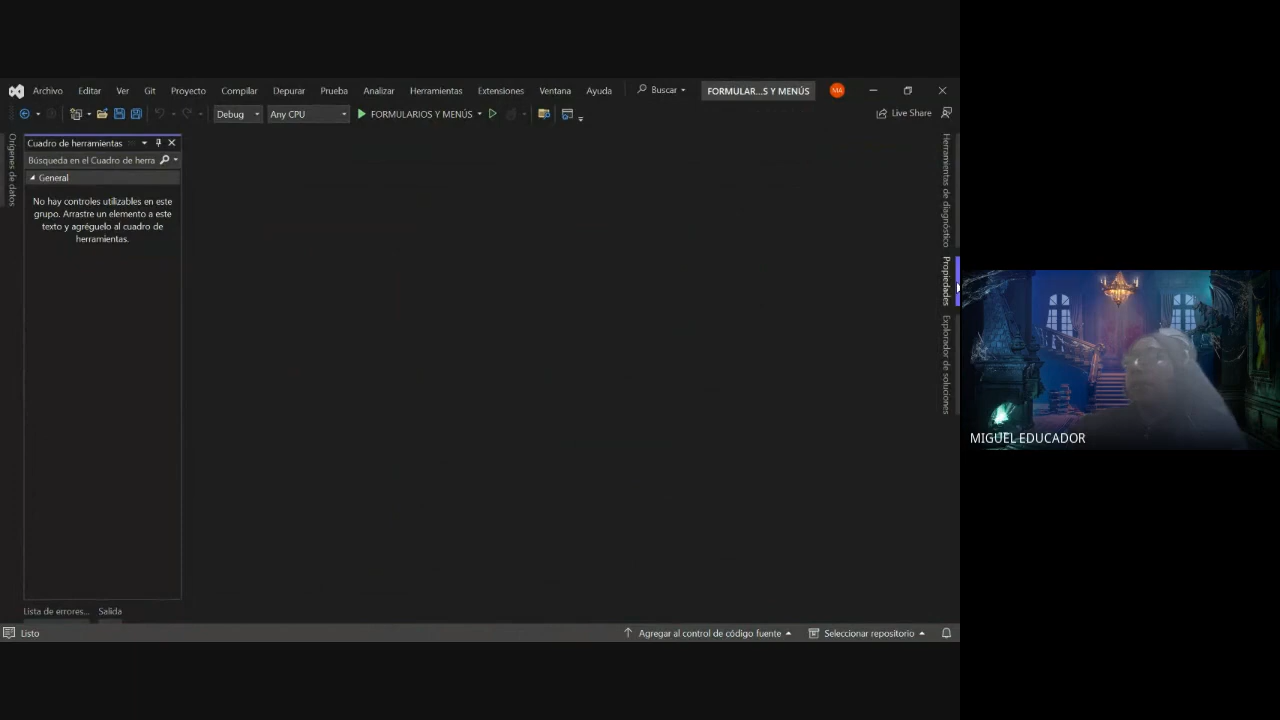 Archivo Editar Ver Git Proyecto Compilar Depurar Prueba Analizar Herramientas Extensiones Ventana Ayuda Buscar FORMULAR...S Y MENÚS MA
Debug Any CPU FORMULARIOS Y MENÚS Live Share
Orígenes de datos
Cuadro de herramientas
Búsqueda en el Cuadro de herra
General
No hay controles utilizables en este
grupo. Arrastre un elemento a este
texto y agréguelo al cuadro de
herramientas.
Herramientas de diagnóstico
Propiedades
Explorador de soluciones
MIGUEL EDUCADOR
Lista de errores... Salida
Listo Agregar al control de código fuente Seleccionar repositorio